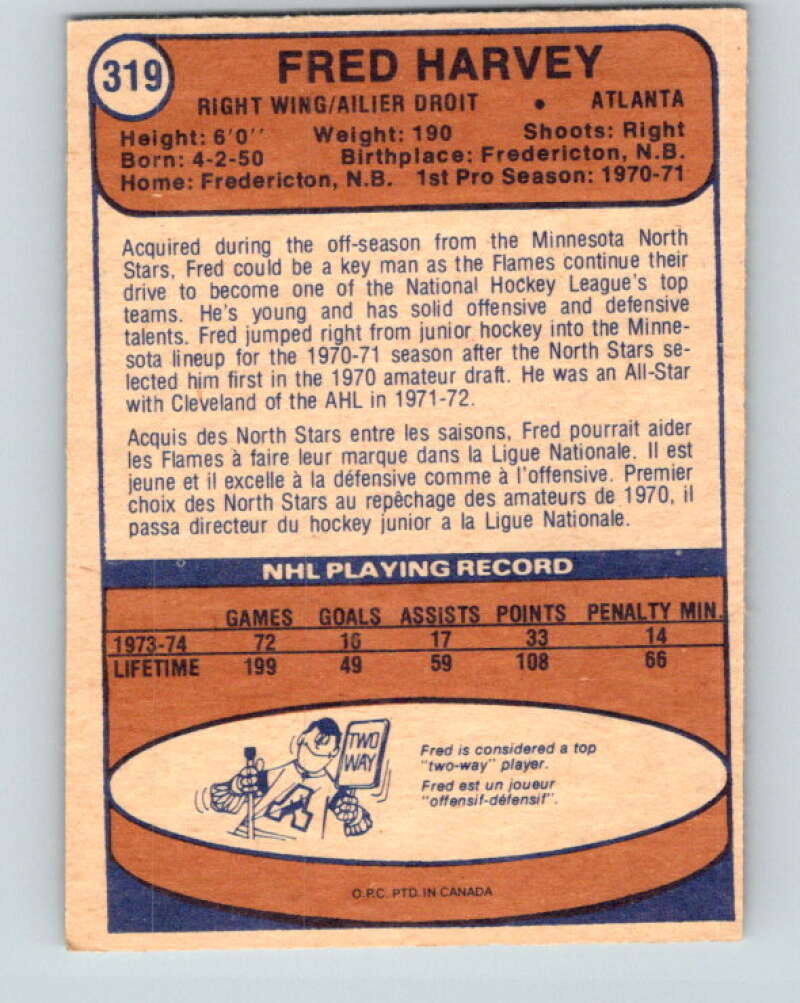 319
FRED HARVEY
RIGHT WING/AILIER DROIT • ATLANTA
Height: 6'0" Weight: 190 Shoots: Right
Born: 4-2-50 Birthplace: Fredericton, N.B.
Home: Fredericton, N.B. 1st Pro Season: 1970-71
Acquired during the off-season from the Minnesota North
Stars, Fred could be a key man as the Flames continue their
drive to become one of the National Hockey League's top
teams. He's young and has solid offensive and defensive
talents. Fred jumped right from junior hockey into the Minne-
sota lineup for the 1970-71 season after the North Stars se-
lected him first in the 1970 amateur draft. He was an All-Star
with Cleveland of the AHL in 1971-72.
Acquis des North Stars entre les saisons, Fred pourrait aider
les Flames à faire leur marque dans la Ligue Nationale. Il est
jeune et il excelle à la défensive comme à l'offensive. Premier
choix des North Stars au repêchage des amateurs de 1970, il
passa directeur du hockey junior a la Ligue Nationale.
NHL PLAYING RECORD
GAMES GOALS ASSISTS POINTS PENALTY MIN.
1973-74 72 16 17 33 14
LIFETIME 199 49 59 108 66
TWO
WAY
A
Fred is considered a top
"two-way" player.
Fred est un joueur
"offensif-défensif".
O.P.C. PTD. IN CANADA